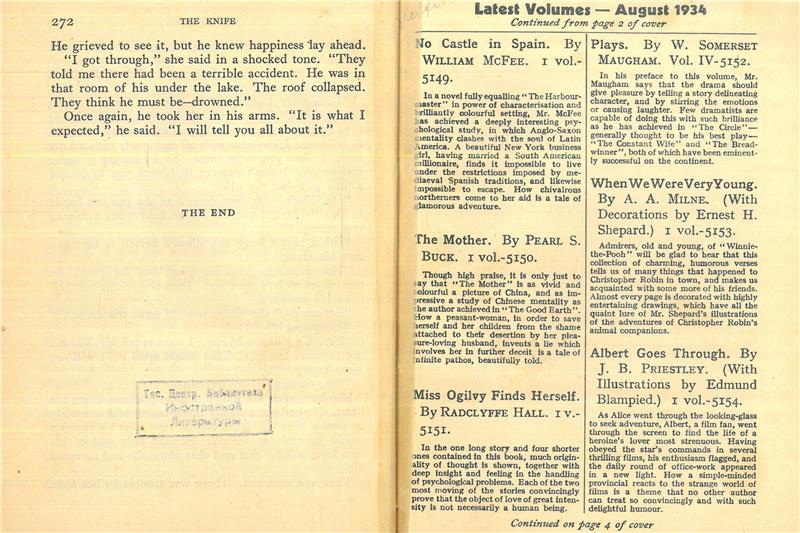 272 THE KNIFE
He grieved to see it, but he knew happiness lay ahead.
"I got through," she said in a shocked tone. "They
told me there had been a terrible accident. He was in
that room of his under the lake. The roof collapsed.
They think he must be—drowned."
Once again, he took her in his arms. "It is what I
expected," he said. "I will tell you all about it."
THE END
Гос. Центр. Библиотека
Иностранной
Литературы
Latest Volumes — August 1934
Continued from page 2 of cover
No Castle in Spain. By
WILLIAM MCFEE. 1 vol.-
5149.
In a novel fully equalling "The Harbour-
master" in power of characterisation and
brilliantly colourful setting, Mr. McFee
has achieved a deeply interesting psy-
chological study, in which Anglo-Saxon
mentality clashes with the soul of Latin
America. A beautiful New York business
girl, having married a South American
millionaire, finds it impossible to live
under the restrictions imposed by me-
diaeval Spanish traditions, and likewise
impossible to escape. How chivalrous
northerners come to her aid is a tale of
glamorous adventure.
The Mother. By PEARL S.
BUCK. 1 vol.-5150.
Though high praise, it is only just to
say that "The Mother" is as vivid and
colourful a picture of China, and as im-
pressive a study of Chinese mentality as
the author achieved in "The Good Earth".
How a peasant-woman, in order to save
herself and her children from the shame
attached to their desertion by her plea-
sure-loving husband, invents a lie which
involves her in further deceit is a tale of
infinite pathos, beautifully told.
Miss Ogilvy Finds Herself.
By RADCLYFFE HALL. 1 v.-
5151.
In the one long story and four shorter
ones contained in this book, much origin-
ality of thought is shown, together with
deep insight and feeling in the handling
of psychological problems. Each of the two
most moving of the stories convincingly
prove that the object of love of great inten-
sity is not necessarily a human being.
Plays. By W. SOMERSET
MAUGHAM. Vol. IV-5152.
In his preface to this volume, Mr.
Maugham says that the drama should
give pleasure by telling a story delineating
character, and by stirring the emotions
or causing laughter. Few dramatists are
capable of doing this with such brilliance
as he has achieved in "The Circle"—
generally thought to be his best play—
"The Constant Wife" and "The Bread-
winner", both of which have been eminent-
ly successful on the continent.
When We Were Very Young.
By A. A. MILNE. (With
Decorations by Ernest H.
Shepard.) 1 vol.-5153.
Admirers, old and young, of "Winnie-
the-Pooh" will be glad to hear that this
collection of charming, humorous verses
tells us of many things that happened to
Christopher Robin in town, and makes us
acquainted with some more of his friends.
Almost every page is decorated with highly
entertaining drawings, which have all the
quaint lure of Mr. Shepard's illustrations
of the adventures of Christopher Robin's
animal companions.
Albert Goes Through. By
J. B. PRIESTLEY. (With
Illustrations by Edmund
Blampied.) 1 vol.-5154.
As Alice went through the looking-glass
to seek adventure, Albert, a film fan, went
through the screen to find the life of a
heroine's lover most strenuous. Having
obeyed the star's commands in several
thrilling films, his enthusiasm flagged, and
the daily round of office-work appeared
in a new light. How a simple-minded
provincial reacts to the strange world of
films is a theme that no other author
can treat so convincingly and with such
delightful humour.
Continued on page 4 of cover